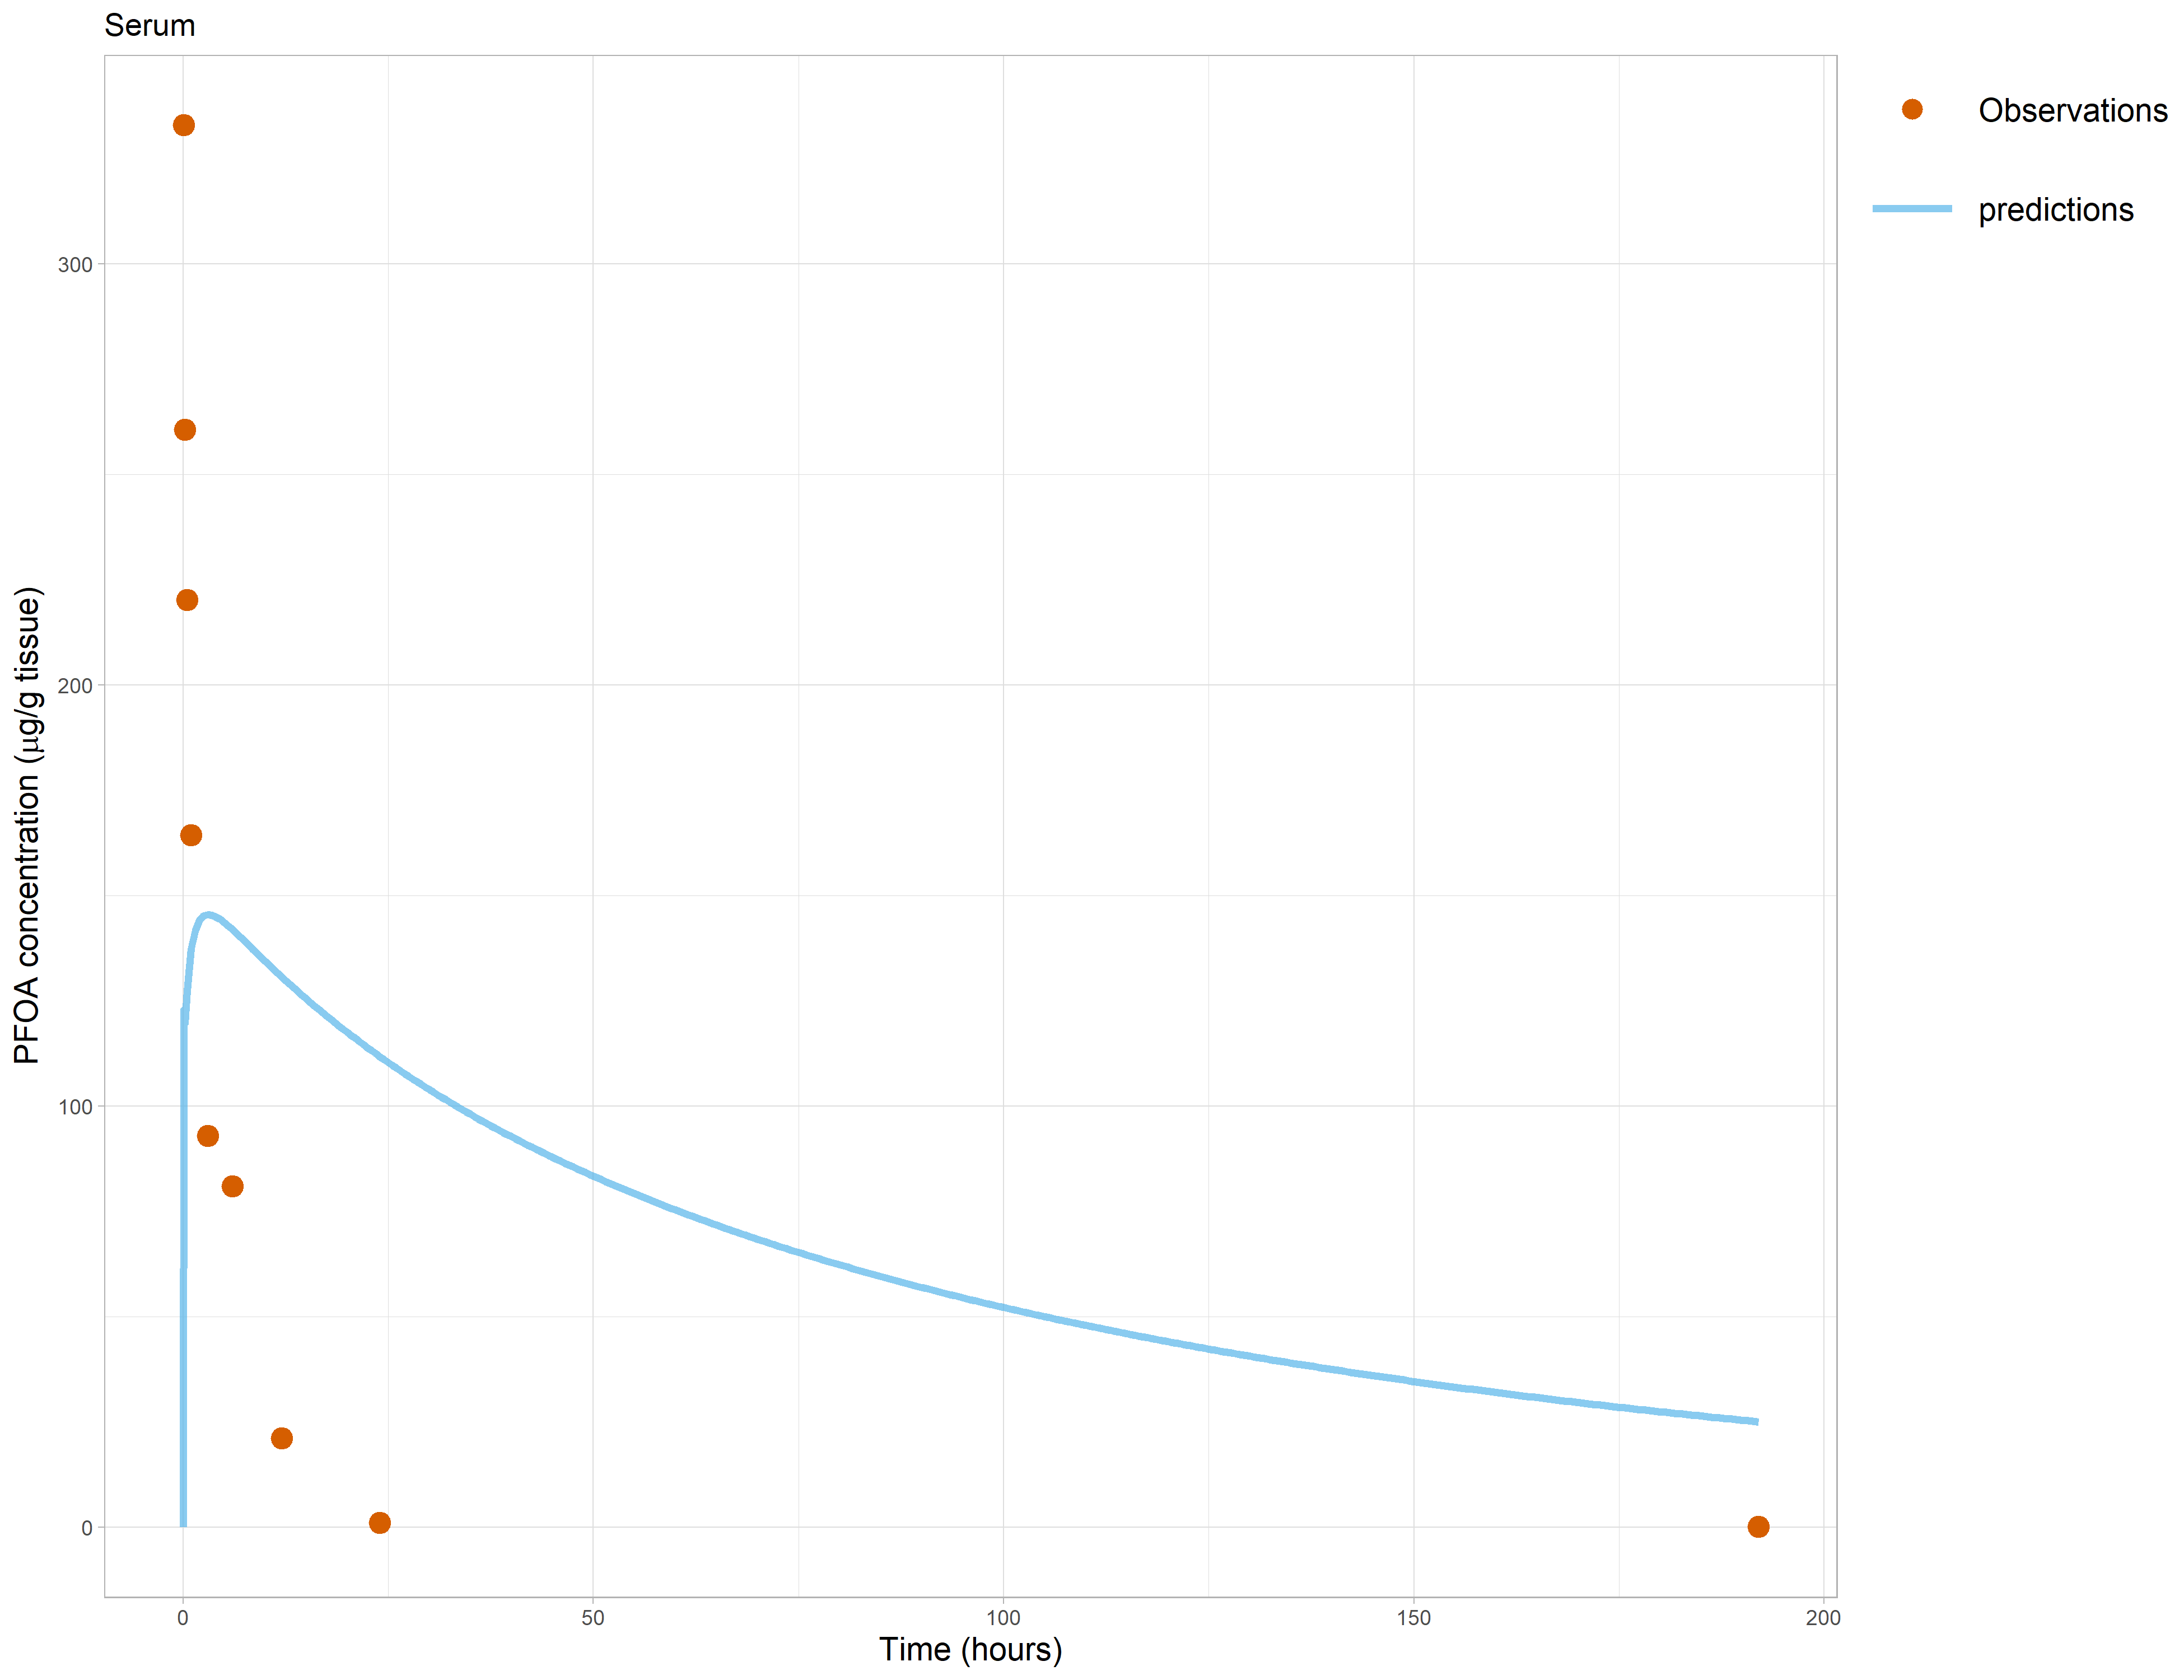 Serum
Observations
predictions
PFOA concentration (μg/g tissue)
300
200
100
0
0 50 100 150 200
Time (hours)